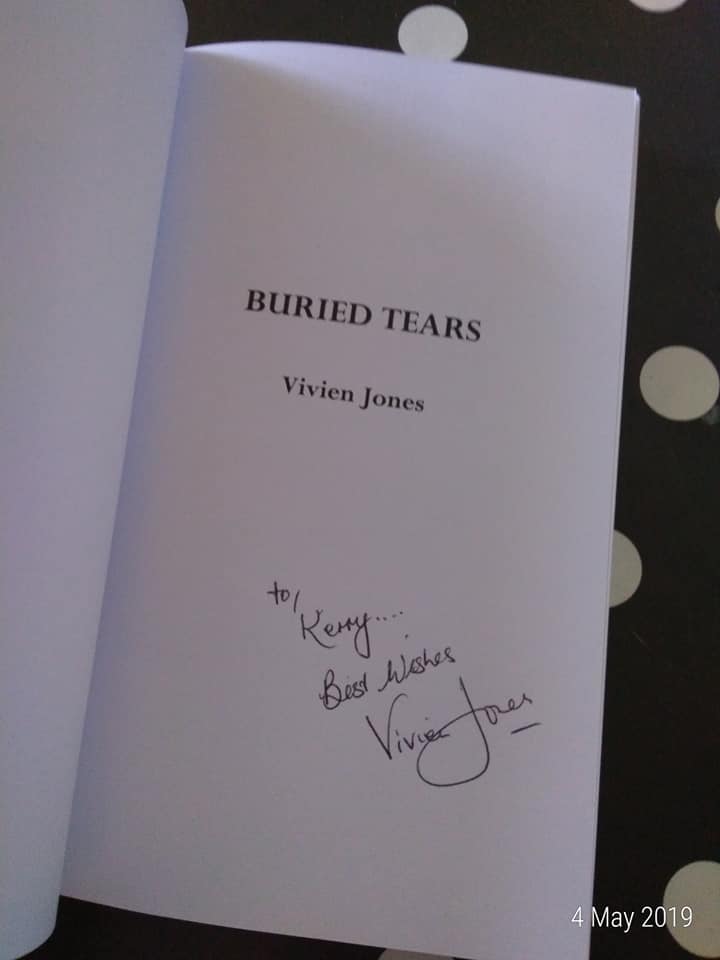 BURIED TEARS
Vivien Jones
to,
Kerry....
Best Wishes
Vivien Jones
4 May 2019